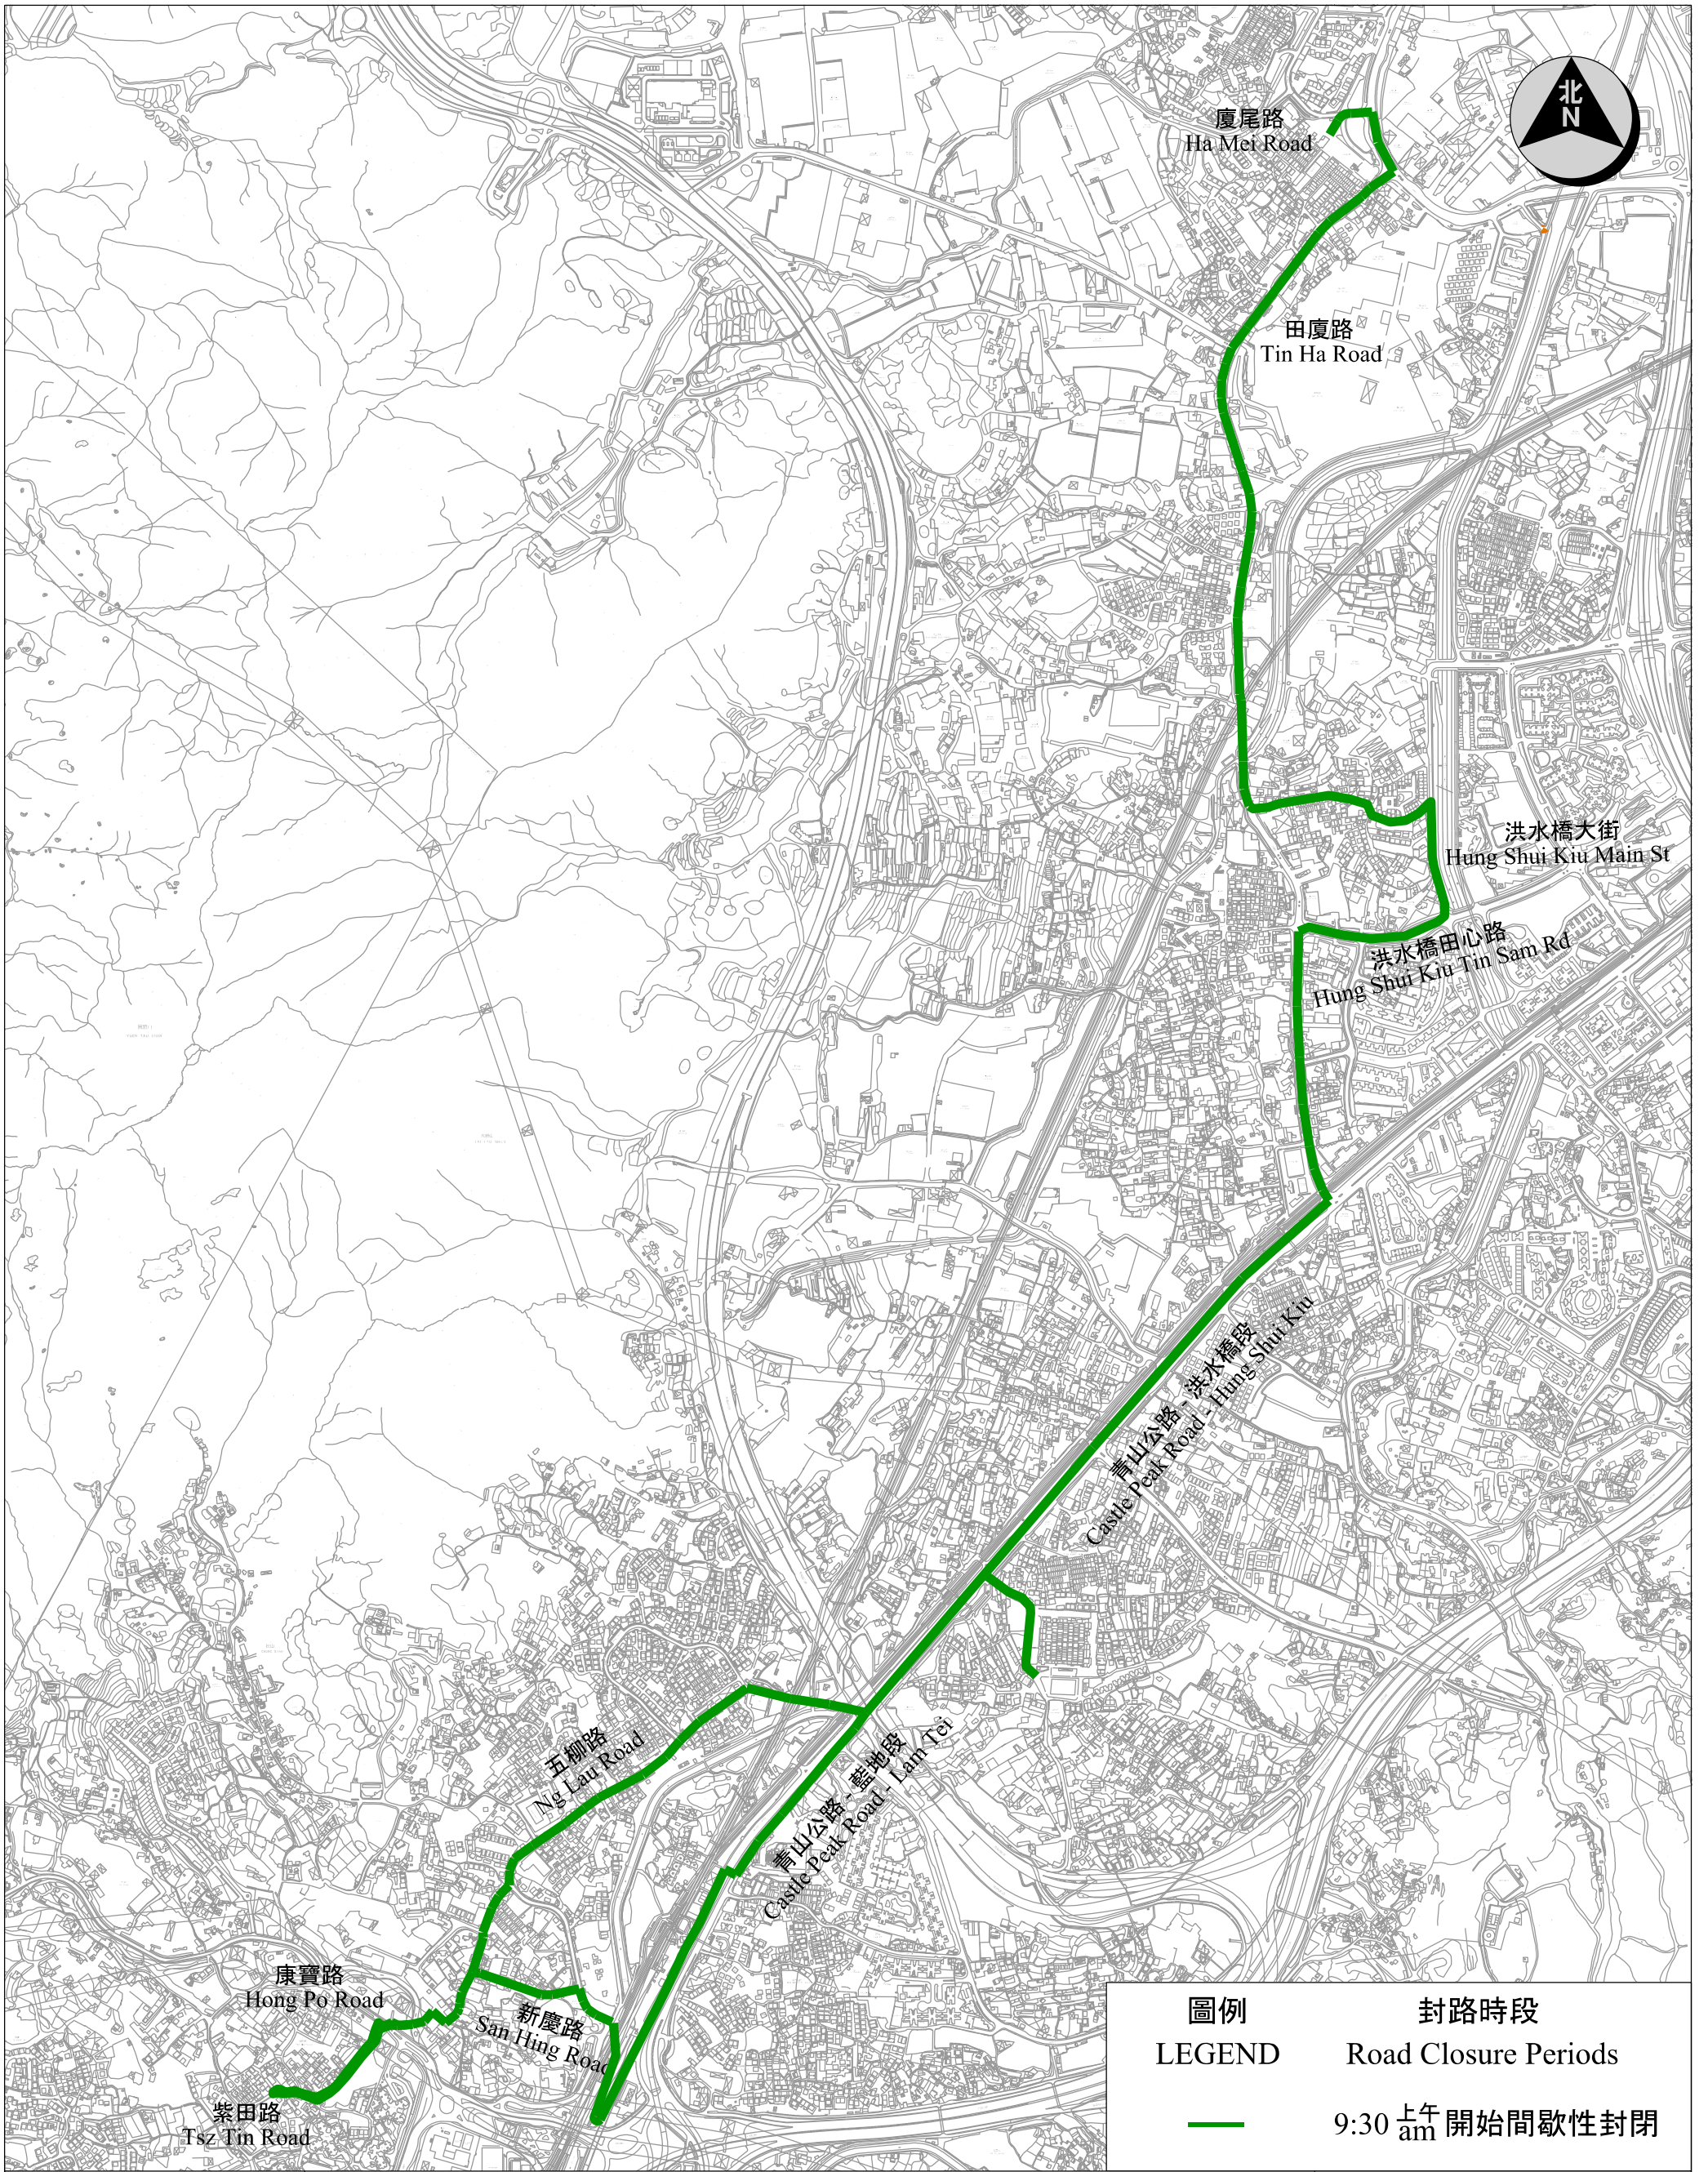 北
N
廈尾路
Ha Mei Road
田廈路
Tin Ha Road
洪水橋大街
Hung Shui Kiu Main St
洪水橋田心路
Hung Shui Kiu Tin Sam Rd
青山公路 - 洪水橋段
Castle Peak Road - Hung Shui Kiu
五柳路
Ng Lau Road
青山公路 - 藍地段
Castle Peak Road - Lam Tei
康寶路
Hong Po Road
新慶路
San Hing Road
紫田路
Tsz Tin Road
圖例
LEGEND
封路時段
Road Closure Periods
9:30 上午 am 開始間歇性封閉